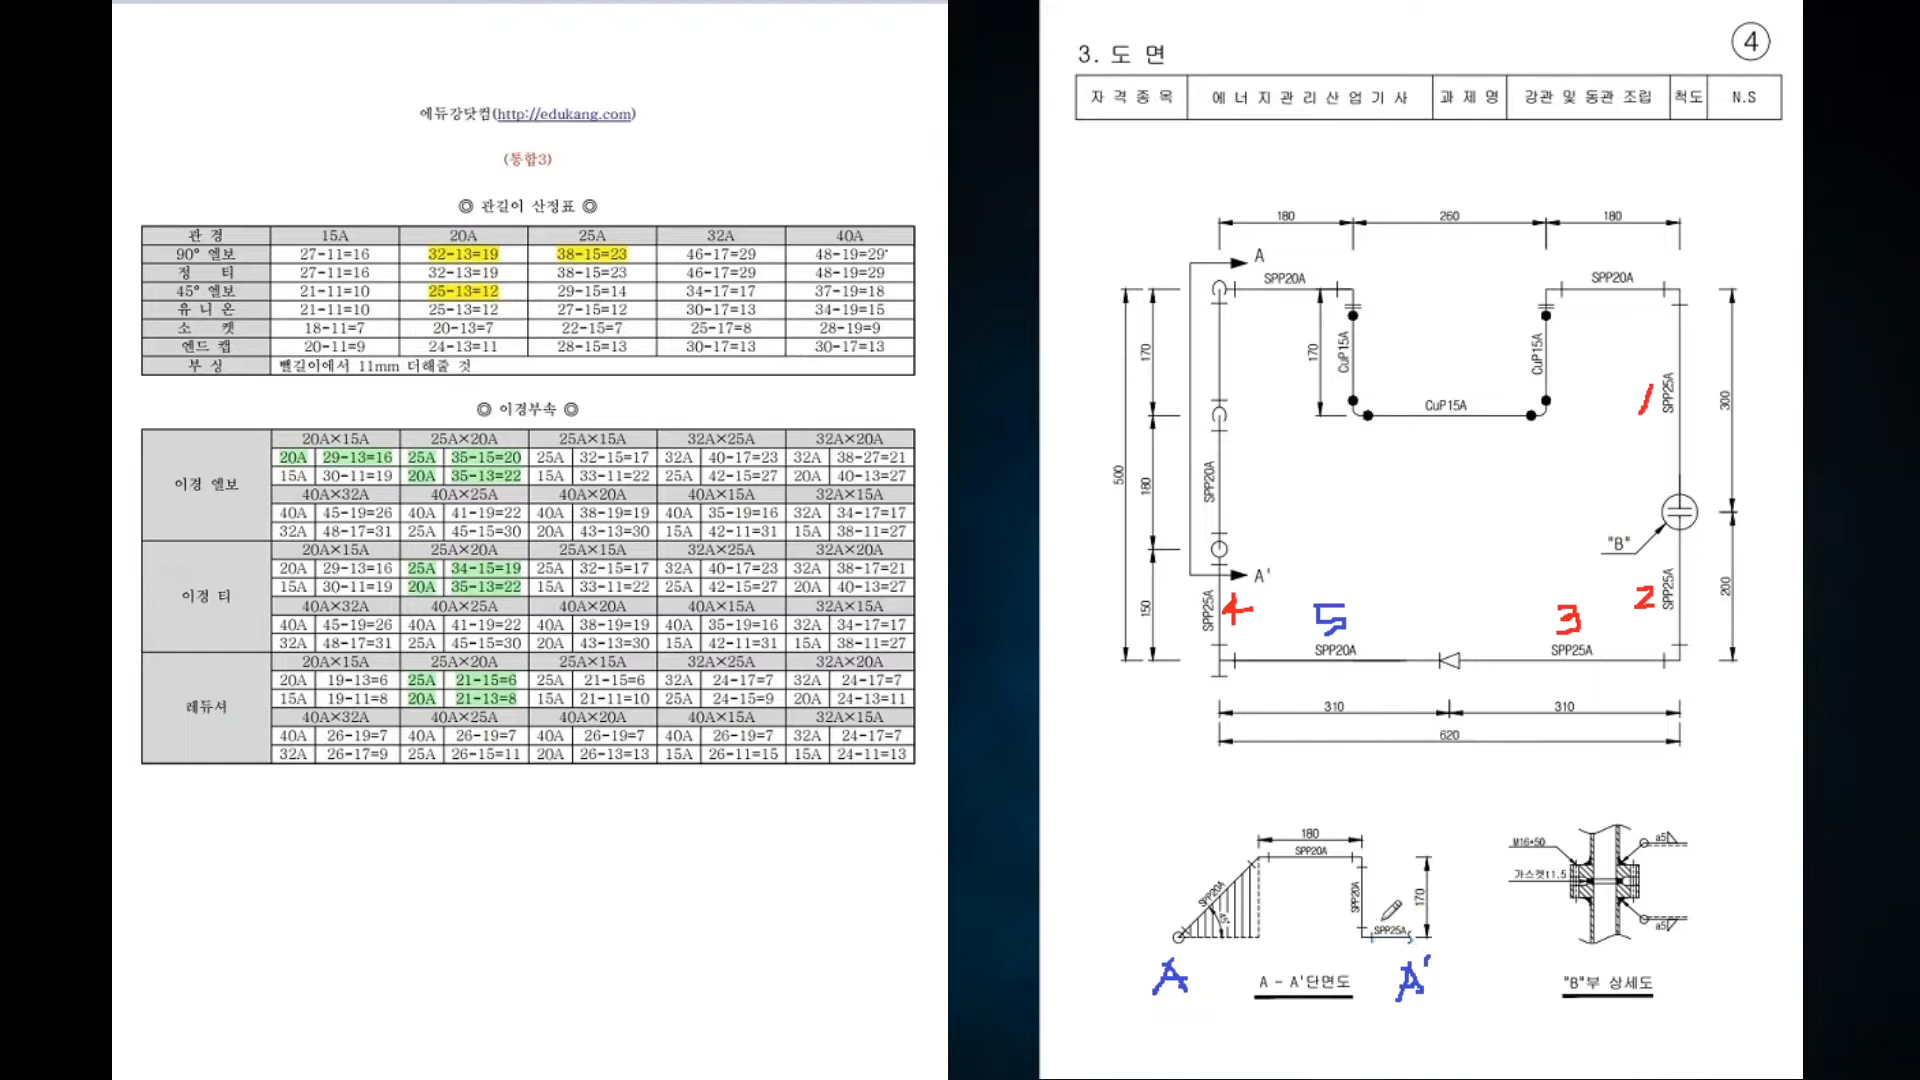 에듀강닷컴(http://edukang.com)
(통합3)
◎ 관길이 산정표 ◎
관 경 15A 20A 25A 32A 40A
90° 엘보 27-11=16 32-13=19 38-15=23 46-17=29 48-19=29
정 티 27-11=16 32-13=19 38-15=23 46-17=29 48-19=29
45° 엘보 21-11=10 25-13=12 29-15=14 34-17=17 37-19=18
유 니 온 21-11=10 25-13=12 27-15=12 30-17=13 34-19=15
소 켓 18-11=7 20-13=7 22-15=7 25-17=8 28-19=9
엔드 캡 20-11=9 24-13=11 28-15=13 30-17=13 30-17=13
부 싱 뺄길이에서 11mm 더해줄 것
◎ 이경부속 ◎
20A×15A 25A×20A 25A×15A 32A×25A 32A×20A
20A 29-13=16 25A 35-15=20 25A 32-15=17 32A 40-17=23 32A 38-27=21
이경 엘보
15A 30-11=19 20A 35-13=22 15A 33-11=22 25A 42-15=27 20A 40-13=27
40A×32A 40A×25A 40A×20A 40A×15A 32A×15A
40A 45-19=26 40A 41-19=22 40A 38-19=19 40A 35-19=16 32A 34-17=17
32A 48-17=31 25A 45-15=30 20A 43-13=30 15A 42-11=31 15A 38-11=27
20A×15A 25A×20A 25A×15A 32A×25A 32A×20A
20A 29-13=16 25A 34-15=19 25A 32-15=17 32A 40-17=23 32A 38-17=21
이경 티
15A 30-11=19 20A 35-13=22 15A 33-11=22 25A 42-15=27 20A 40-13=27
40A×32A 40A×25A 40A×20A 40A×15A 32A×15A
40A 45-19=26 40A 41-19=22 40A 38-19=19 40A 35-19=16 32A 34-17=17
32A 48-17=31 25A 45-15=30 20A 43-13=30 15A 42-11=31 15A 38-11=27
20A×15A 25A×20A 25A×15A 32A×25A 32A×20A
20A 19-13=6 25A 21-15=6 25A 21-15=6 32A 24-17=7 32A 24-17=7
레듀셔
15A 19-11=8 20A 21-13=8 15A 21-11=10 25A 24-15=9 20A 24-13=11
40A×32A 40A×25A 40A×20A 40A×15A 32A×15A
40A 26-19=7 40A 26-19=7 40A 26-19=7 40A 26-19=7 32A 24-17=7
32A 26-17=9 25A 26-15=11 20A 26-13=13 15A 26-11=15 15A 24-11=13
④
3. 도 면
자 격 종 목 에 너 지 관 리 산 업 기 사 과 제 명 강관 및 동관 조립 척도 N.S
180 260 180
A
SPP20A SPP20A
170 170 CuP15A CuP15A
CuP15A
1 SPP25A 300
500 180 SPP20A
"B"
A'
150 SPP25A 4 5 3 2 SPP25A 200
SPP20A SPP25A
310 310
620
180
SPP20A
SPP20A 45° SPP20A 170
SPP25A
A A'
A - A'단면도
M16*50 a5
가스켓t1.5
a5
"B"부 상세도